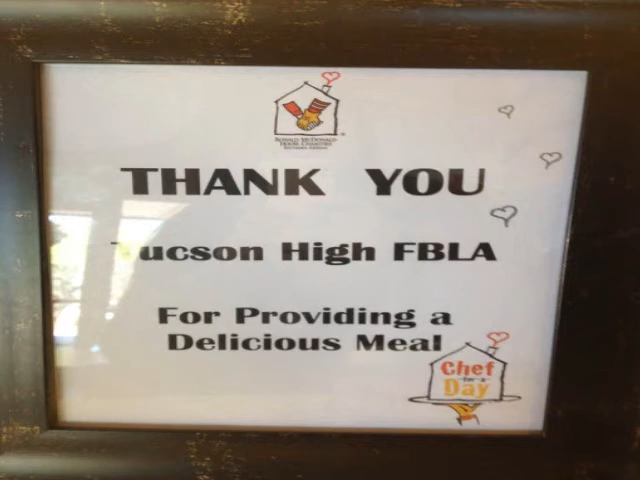 RONALD McDONALD
HOUSE CHARITIES
THANK YOU
Tucson High FBLA
For Providing a
Delicious Meal
Chef
for a
Day